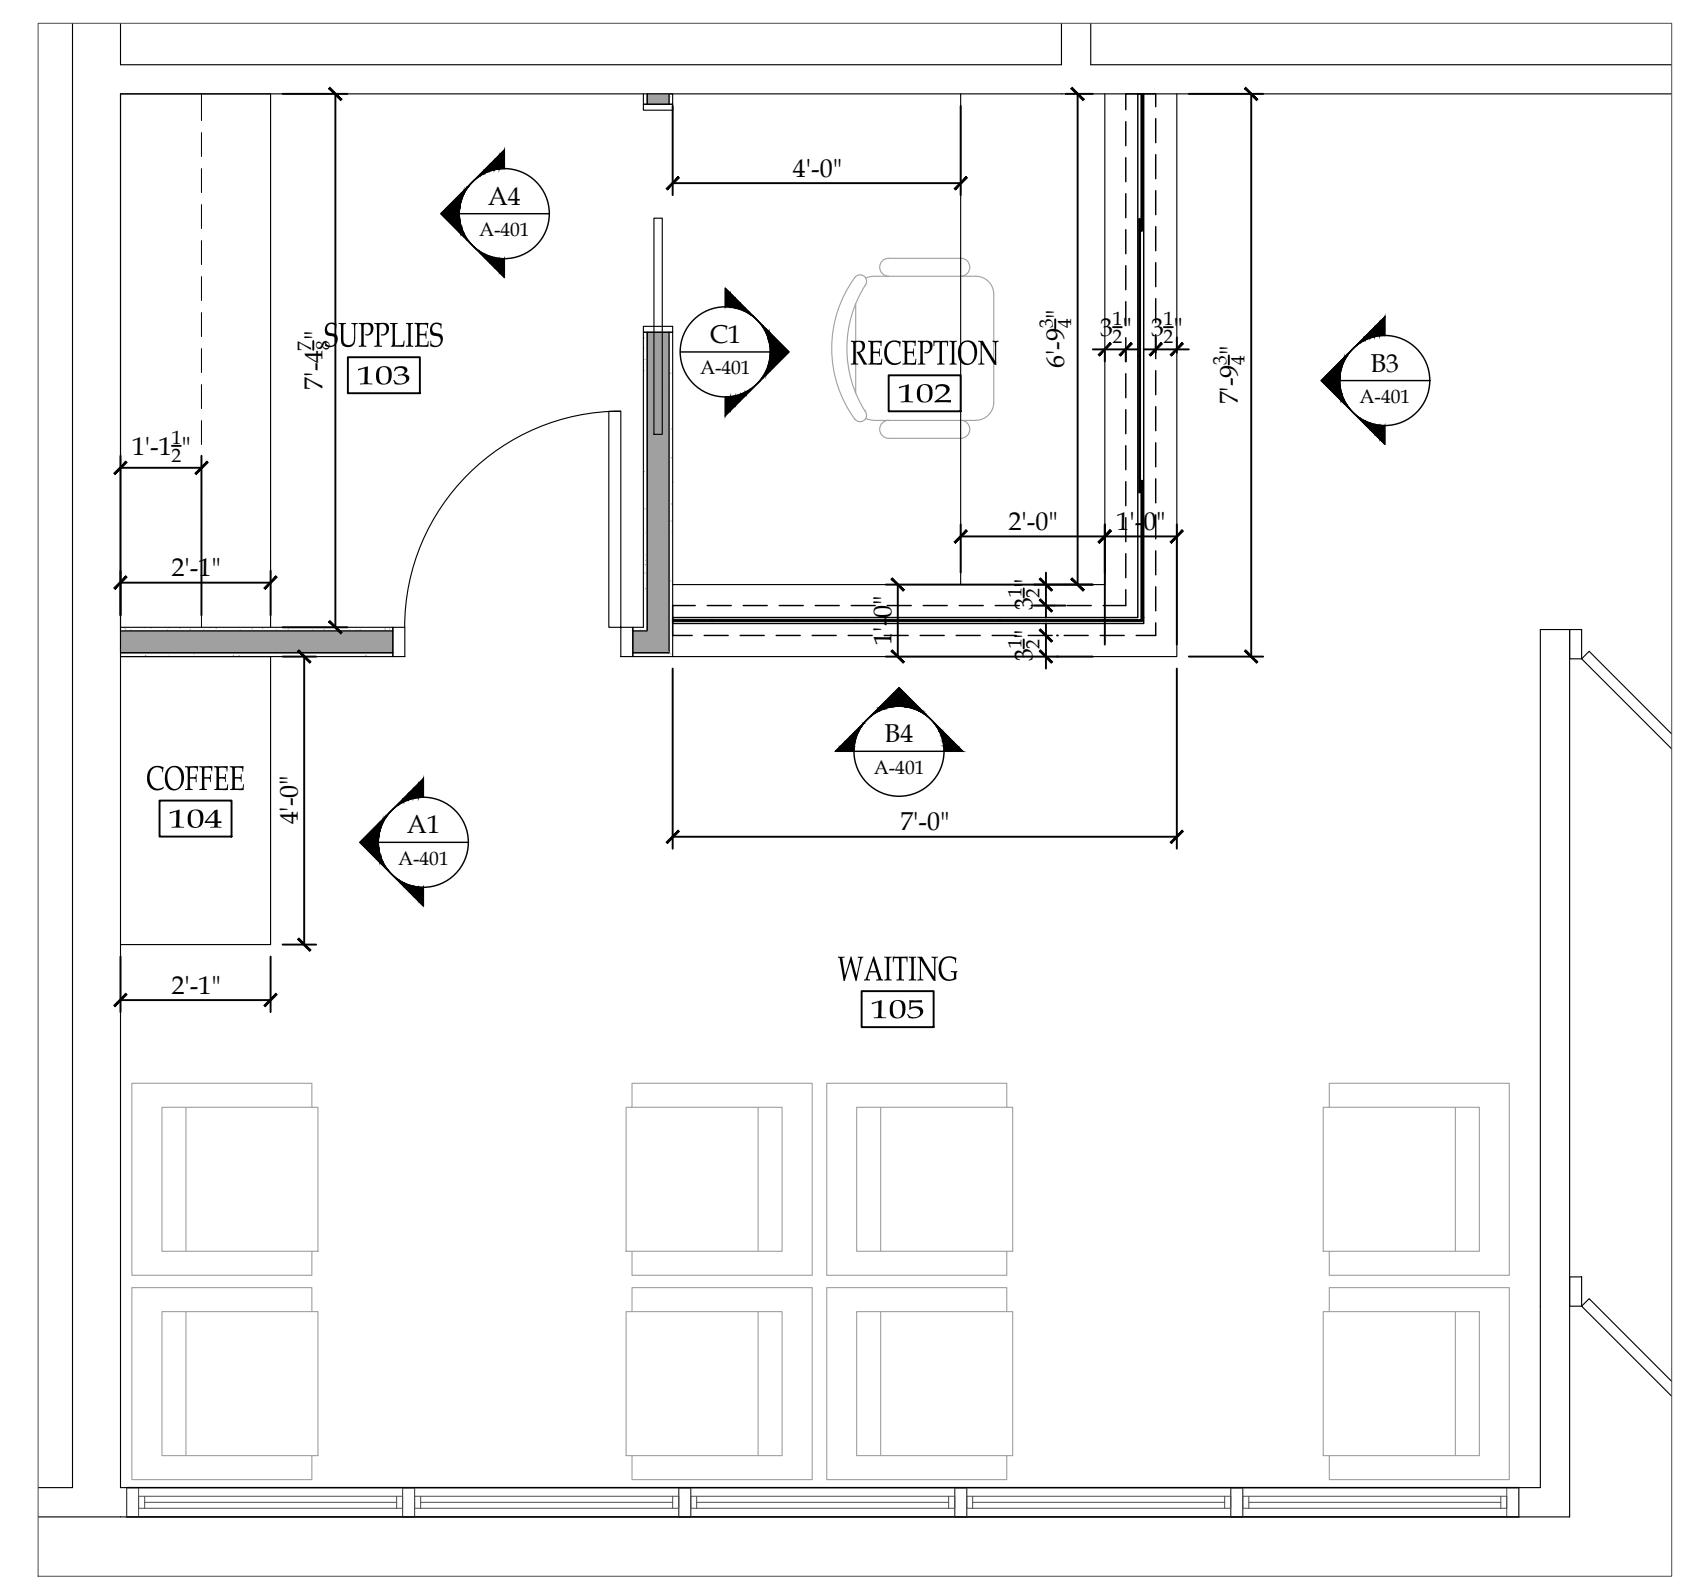 4'-0"
A4
A-401
SUPPLIES
103
7'-4 7/8"
C1
A-401
RECEPTION
102
6'-9 3/4"
3 1/2"
3 1/2"
7'-9 3/4"
B3
A-401
1'-1 1/2"
2'-1"
2'-0"
1'-0"
1'-0"
3 1/2"
3 1/2"
B4
A-401
7'-0"
COFFEE
104
4'-0"
A1
A-401
2'-1"
WAITING
105